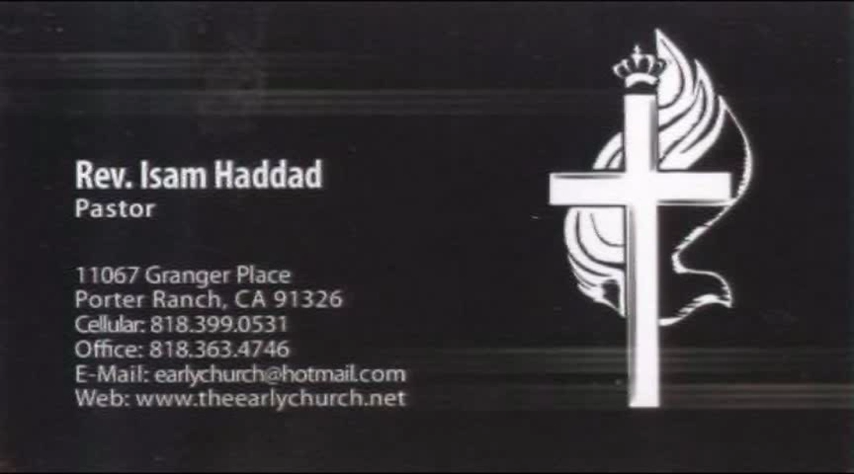 Rev. Isam Haddad
Pastor
11067 Granger Place
Porter Ranch, CA 91326
Cellular: 818.399.0531
Office: 818.363.4746
E-Mail: earlychurch@hotmail.com
Web: www.theearlychurch.net